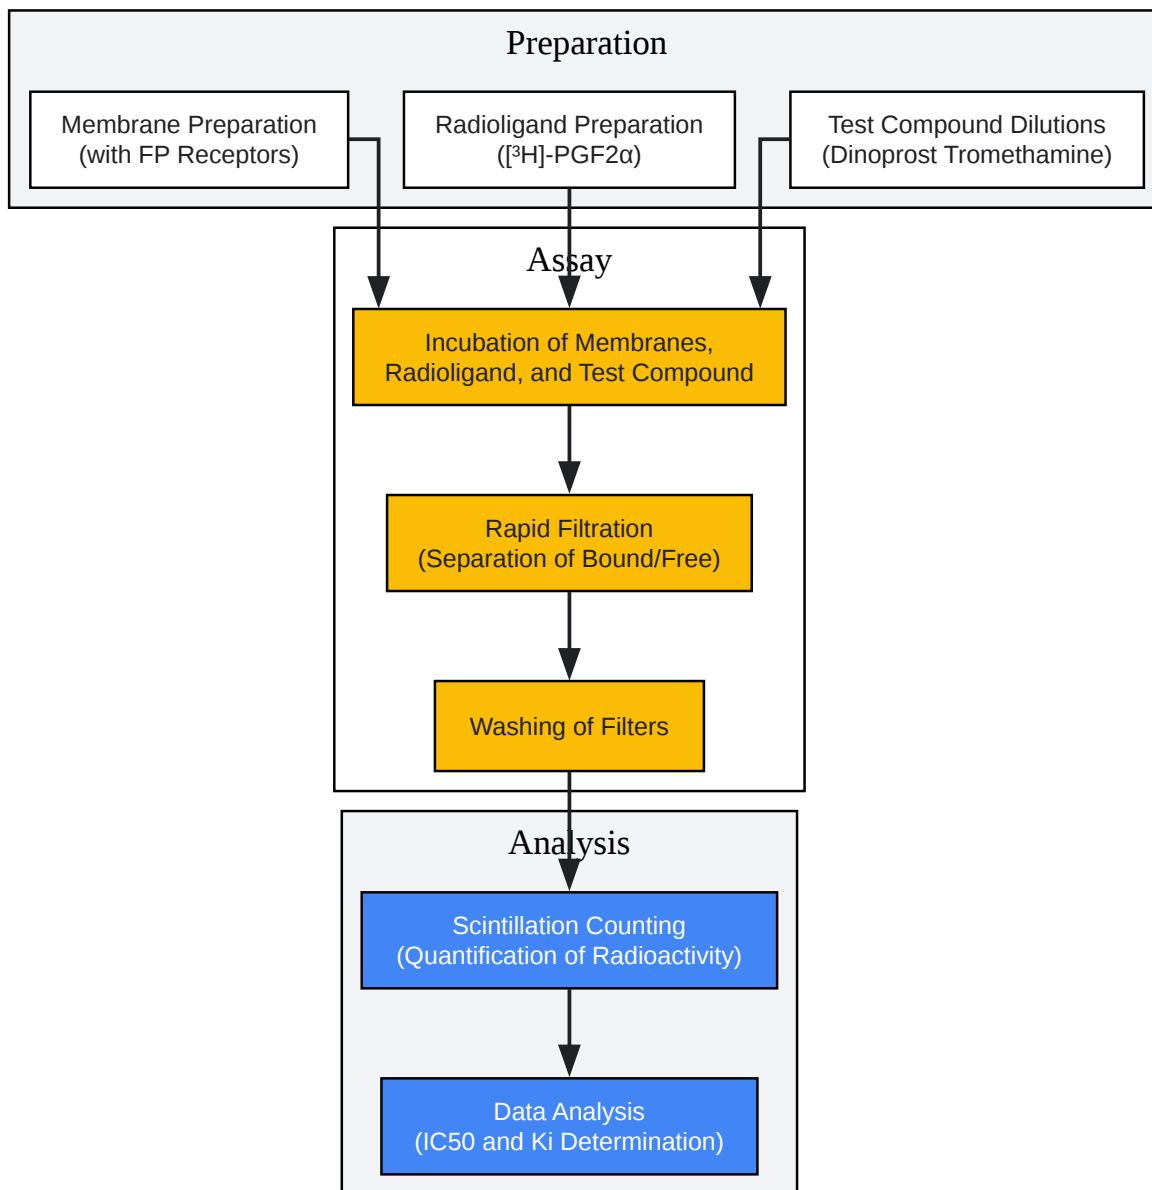 Preparation
Membrane Preparation
(with FP Receptors)
Radioligand Preparation
([³H]-PGF2α)
Test Compound Dilutions
(Dinoprost Tromethamine)
Assay
Incubation of Membranes,
Radioligand, and Test Compound
Rapid Filtration
(Separation of Bound/Free)
Washing of Filters
Analysis
Scintillation Counting
(Quantification of Radioactivity)
Data Analysis
(IC50 and Ki Determination)